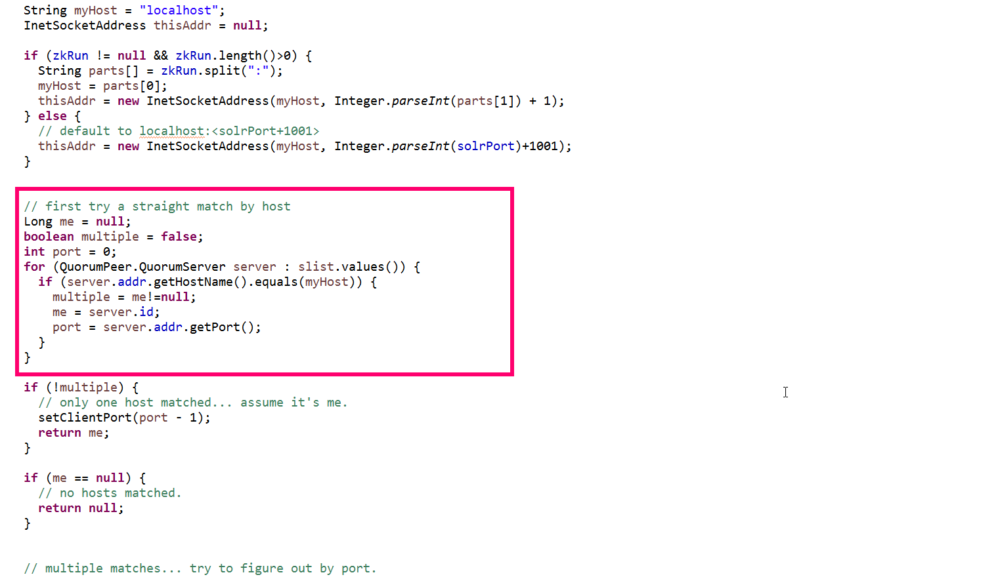 String myHost = "localhost";
InetSocketAddress thisAddr = null;
if (zkRun != null && zkRun.length()>0) {
String parts[] = zkRun.split(":");
myHost = parts[0];
thisAddr = new InetSocketAddress(myHost, Integer.parseInt(parts[1]) + 1);
} else {
// default to localhost:<solrPort+1001>
thisAddr = new InetSocketAddress(myHost, Integer.parseInt(solrPort)+1001);
}
// first try a straight match by host
Long me = null;
boolean multiple = false;
int port = 0;
for (QuorumPeer.QuorumServer server : slist.values()) {
if (server.addr.getHostName().equals(myHost)) {
multiple = me!=null;
me = server.id;
port = server.addr.getPort();
}
}
if (!multiple) {
// only one host matched... assume it's me.
setClientPort(port - 1);
return me;
}
if (me == null) {
// no hosts matched.
return null;
}
// multiple matches... try to figure out by port.